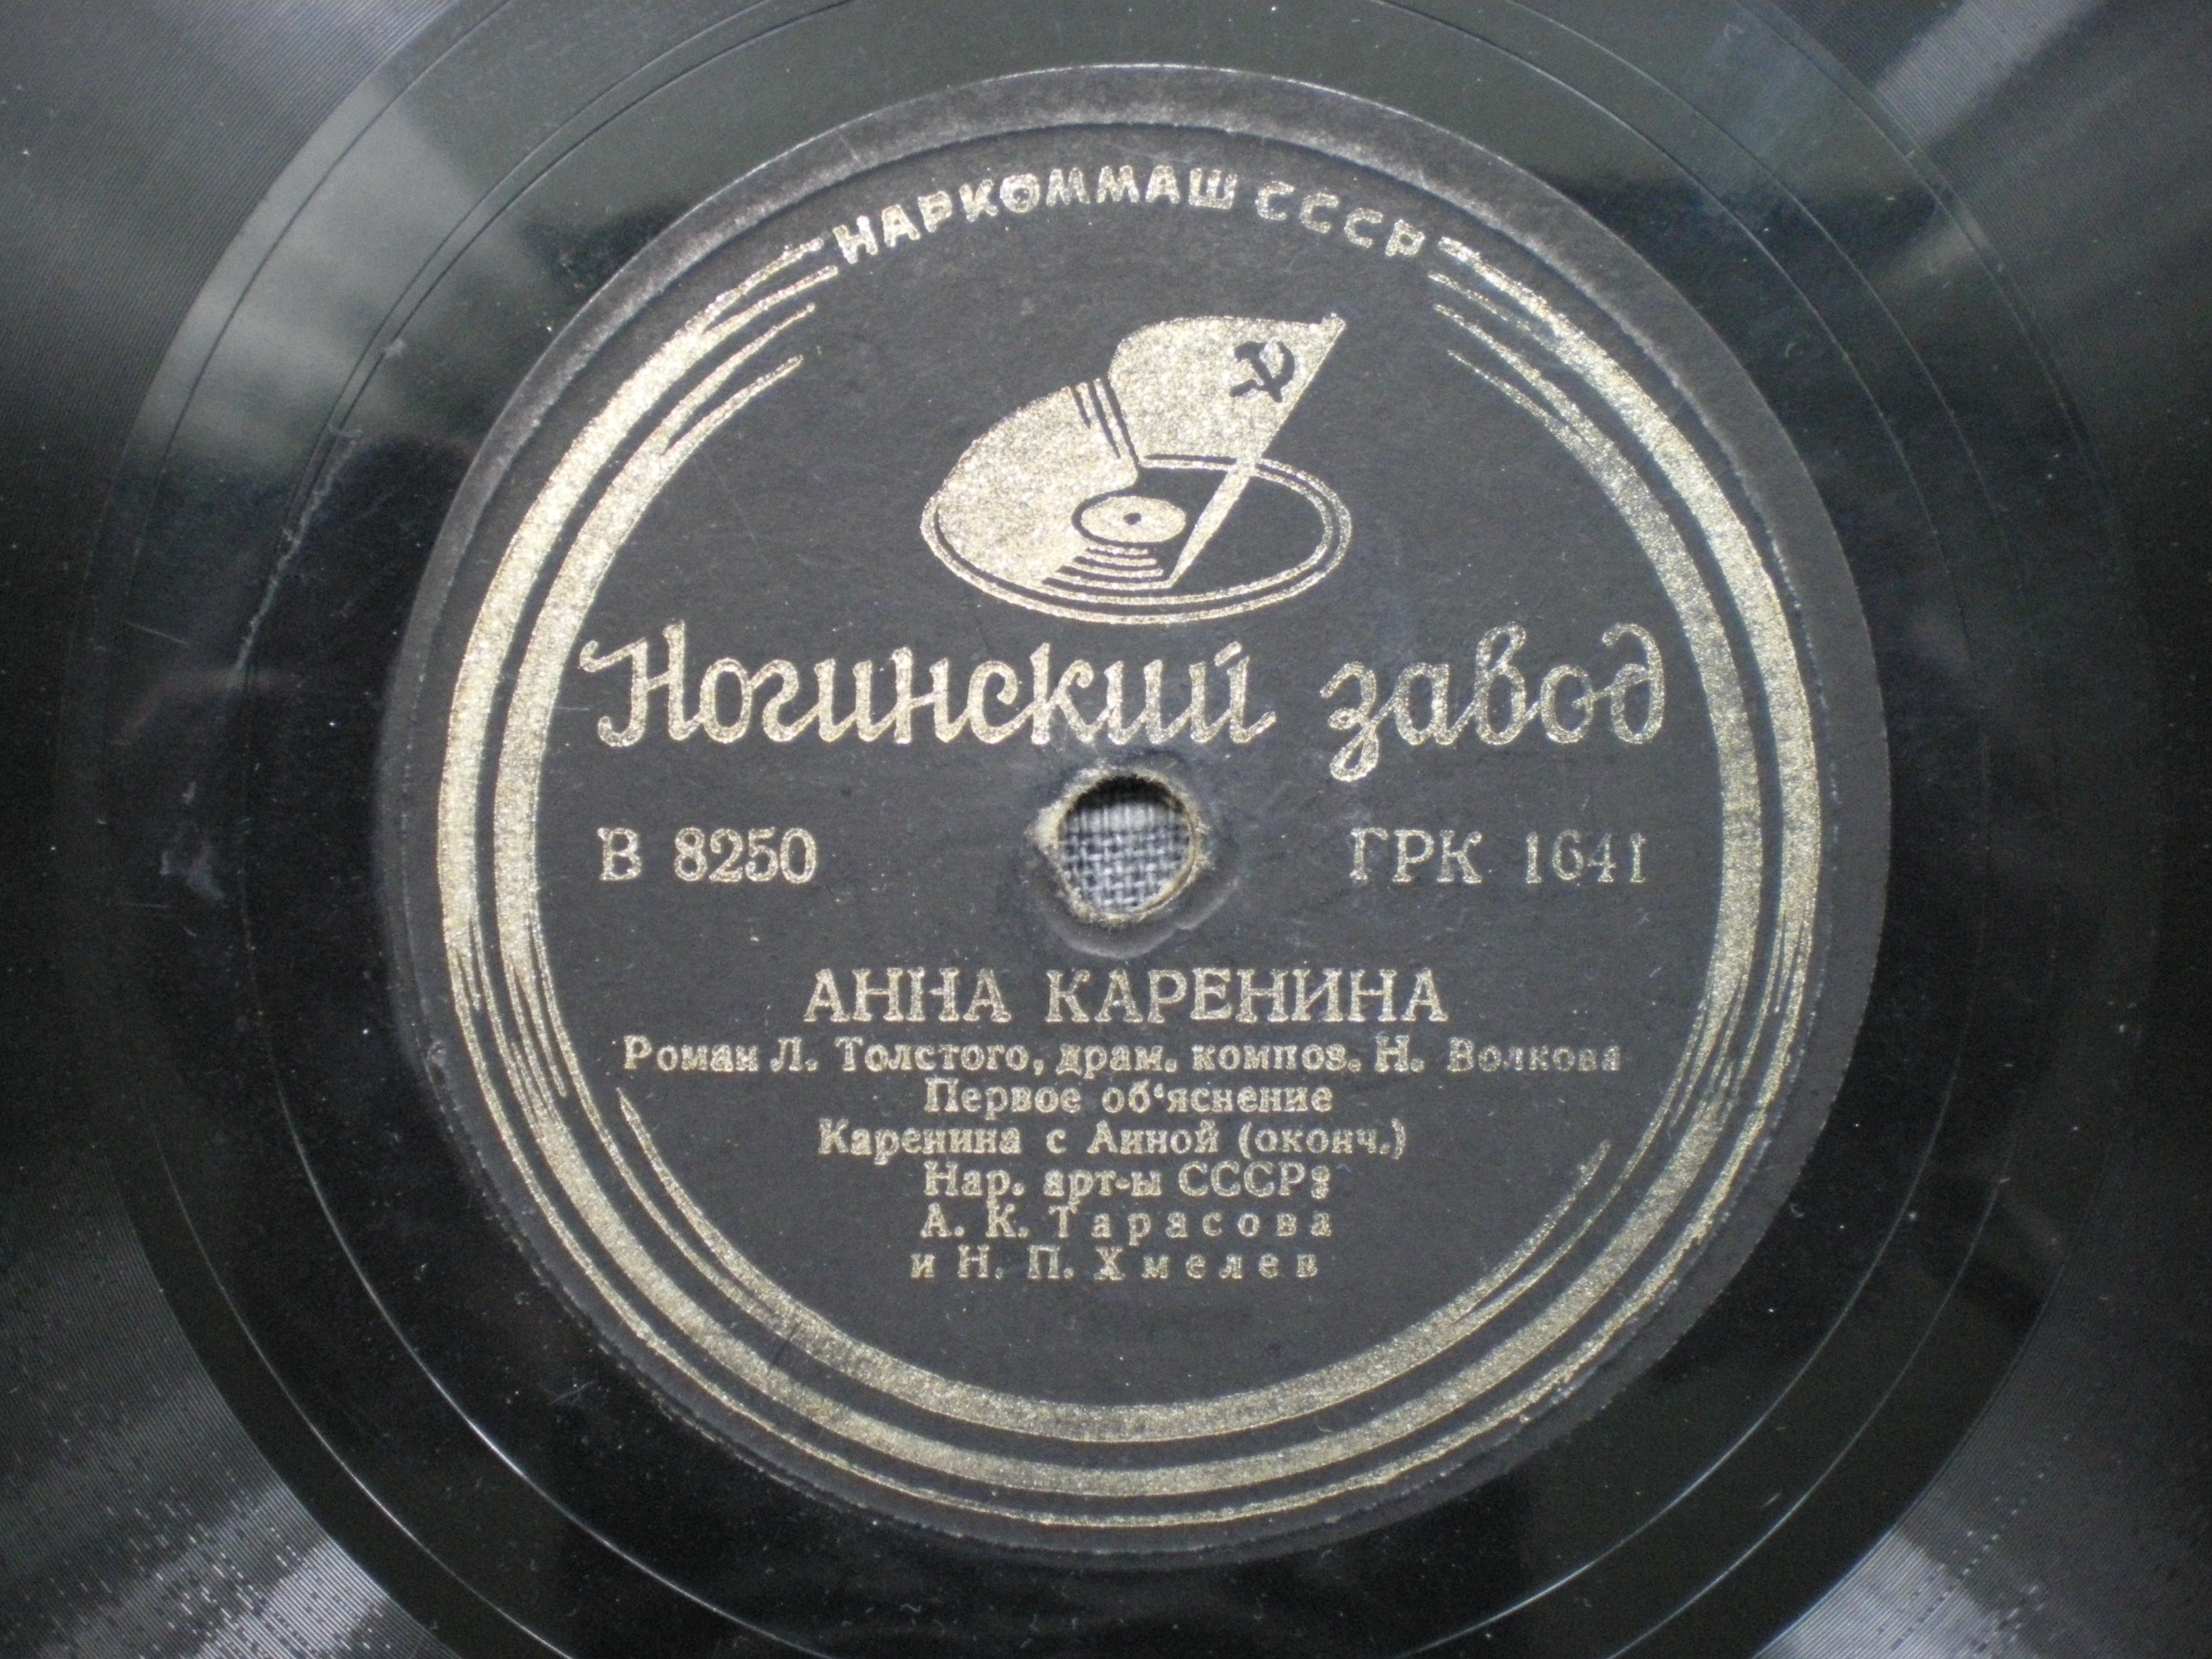 НАРКОММАШ СССР
Ногинский завод
В 8250 ГРК 1641
АННА КАРЕНИНА
Роман Л. Толстого, драм. композ. Н. Волкова
Первое об‘яснение
Каренина с Анной (оконч.)
Нар. арт-ы СССР:
А. К. Тарасова
и Н. П. Хмелев